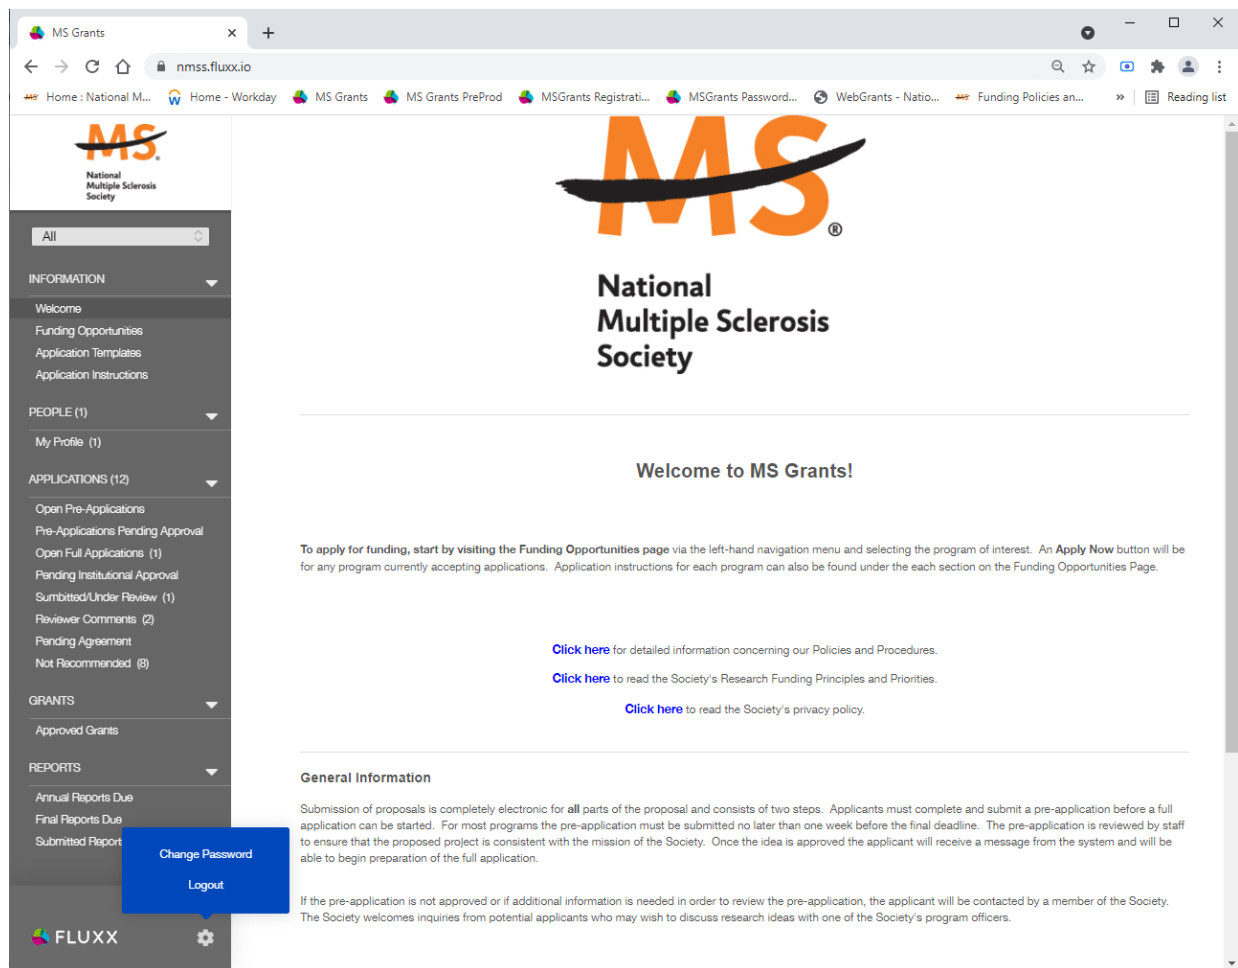 MS Grants
nmss.fluxx.io
Home : National M...
Home - Workday
MS Grants
MS Grants PreProd
MSGrants Registrati...
MSGrants Password...
WebGrants - Natio...
Funding Policies an...
»
Reading list
MS
National
Multiple Sclerosis
Society
All
INFORMATION
Welcome
Funding Opportunities
Application Templates
Application Instructions
PEOPLE (1)
My Profile (1)
APPLICATIONS (12)
Open Pre-Applications
Pre-Applications Pending Approval
Open Full Applications (1)
Pending Institutional Approval
Sumbitted/Under Review (1)
Reviewer Comments (2)
Pending Agreement
Not Recommended (8)
GRANTS
Approved Grants
REPORTS
Annual Reports Due
Final Reports Due
Submitted Report
Change Password
Logout
FLUXX
MS®
National
Multiple Sclerosis
Society
Welcome to MS Grants!
To apply for funding, start by visiting the Funding Opportunities page via the left-hand navigation menu and selecting the program of interest. An Apply Now button will be
for any program currently accepting applications. Application instructions for each program can also be found under the each section on the Funding Opportunities Page.
Click here for detailed information concerning our Policies and Procedures.
Click here to read the Society's Research Funding Principles and Priorities.
Click here to read the Society's privacy policy.
General Information
Submission of proposals is completely electronic for all parts of the proposal and consists of two steps. Applicants must complete and submit a pre-application before a full
application can be started. For most programs the pre-application must be submitted no later than one week before the final deadline. The pre-application is reviewed by staff
to ensure that the proposed project is consistent with the mission of the Society. Once the idea is approved the applicant will receive a message from the system and will be
able to begin preparation of the full application.
If the pre-application is not approved or if additional information is needed in order to review the pre-application, the applicant will be contacted by a member of the Society.
The Society welcomes inquiries from potential applicants who may wish to discuss research ideas with one of the Society's program officers.